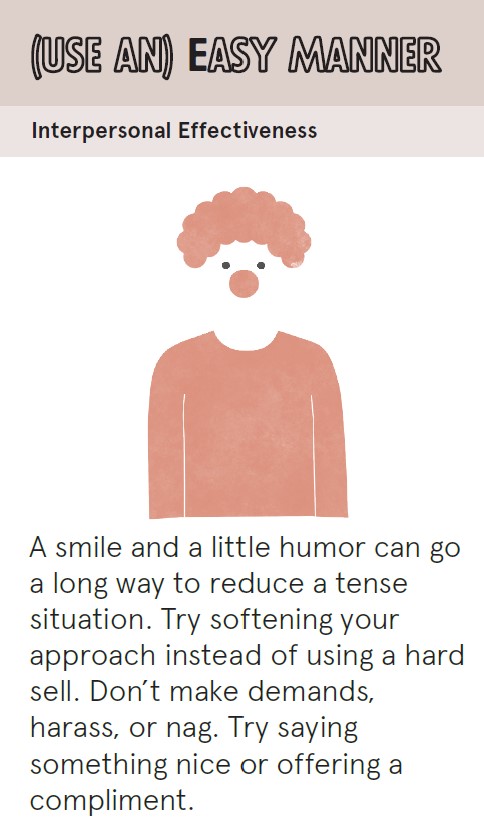 (USE AN) EASY MANNER
Interpersonal Effectiveness
A smile and a little humor can go
a long way to reduce a tense
situation. Try softening your
approach instead of using a hard
sell. Don’t make demands,
harass, or nag. Try saying
something nice or offering a
compliment.